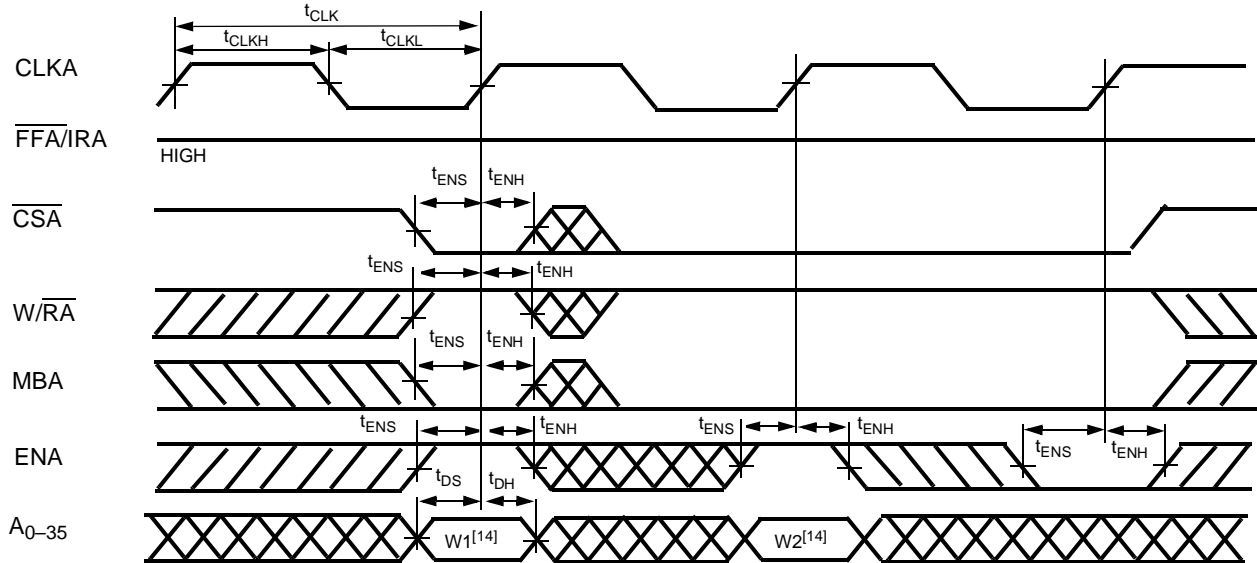 tCLK
tCLKH tCLKL
CLKA
FFA/IRA
HIGH
tENS tENH
CSA
tENS tENH
W/RA
tENS tENH
MBA
tENS tENH tENS tENH tENS tENH
ENA
tDS tDH
A0–35
W1[14] W2[14]